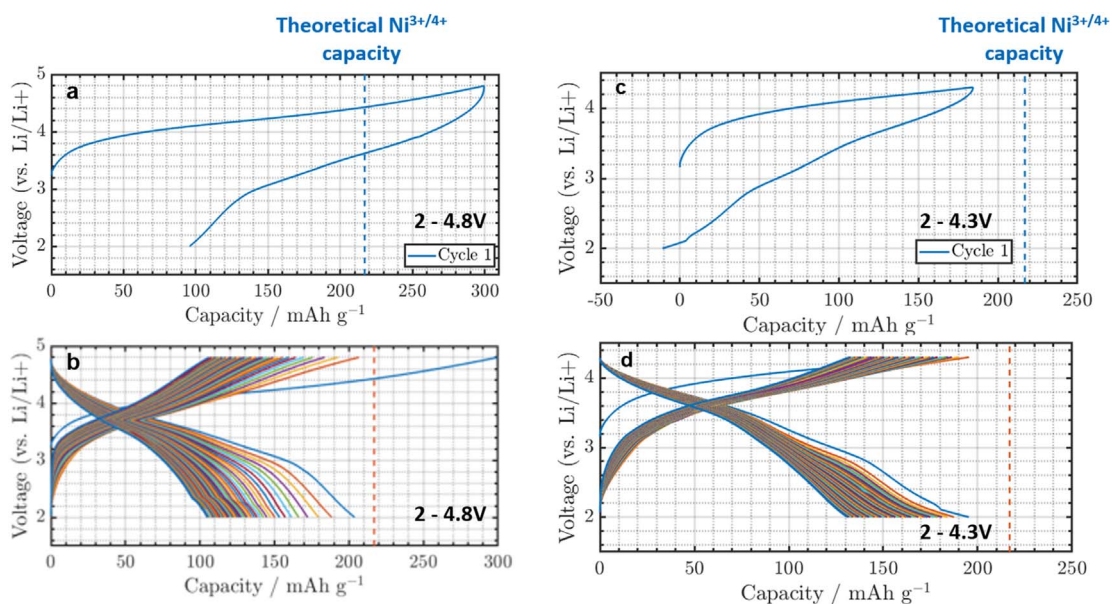 Theoretical Ni³⁺/⁴⁺
capacity
a
5
4
3
2
Voltage (vs. Li/Li+)
2 - 4.8V
Cycle 1
0
50
100
150
200
250
300
Capacity / mAh g⁻¹
Theoretical Ni³⁺/⁴⁺
capacity
c
4
3
2
Voltage (vs. Li/Li+)
2 - 4.3V
Cycle 1
-50
0
50
100
150
200
250
Capacity / mAh g⁻¹
b
5
4
3
2
Voltage (vs. Li/Li+)
2 - 4.8V
0
50
100
150
200
250
300
Capacity / mAh g⁻¹
d
4
3
2
Voltage (vs. Li/Li+)
2 - 4.3V
0
50
100
150
200
250
Capacity / mAh g⁻¹